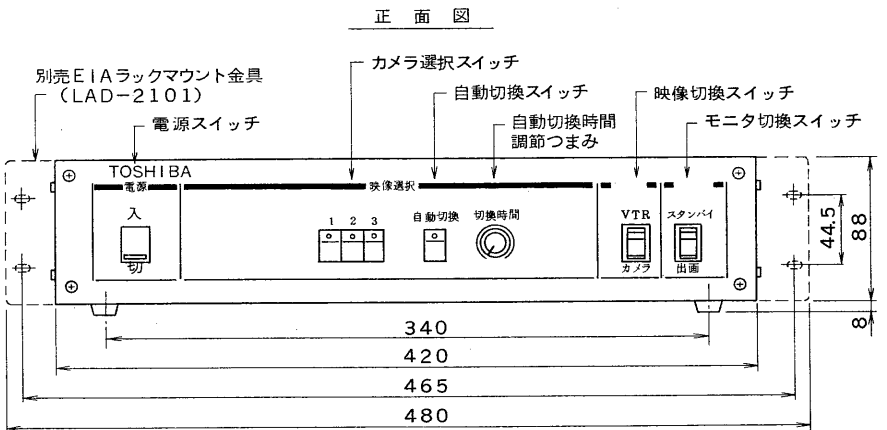 正面図
カメラ選択スイッチ
別売EIAラックマウント金具
(LAD-2101)
自動切換スイッチ
映像切換スイッチ
電源スイッチ
自動切換時間
調節つまみ
モニタ切換スイッチ
TOSHIBA
電源
映像選択
入
切
1 2 3
自動切換
切換時間
VTR
カメラ
スタンバイ
出画
44.5
88
8
340
420
465
480